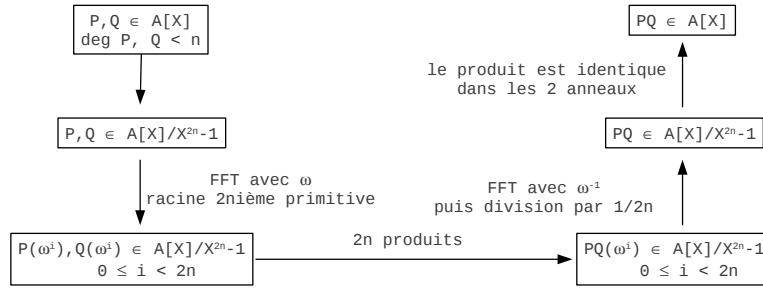 P,Q ∈ A[X]
deg P, Q < n
PQ ∈ A[X]
le produit est identique
dans les 2 anneaux
P,Q ∈ A[X]/X²ⁿ-1
PQ ∈ A[X]/X²ⁿ-1
FFT avec ω
racine 2nième primitive
FFT avec ω⁻¹
puis division par 1/2n
P(ωⁱ),Q(ωⁱ) ∈ A[X]/X²ⁿ-1
0 ≤ i < 2n
2n produits
PQ(ωⁱ) ∈ A[X]/X²ⁿ-1
0 ≤ i < 2n